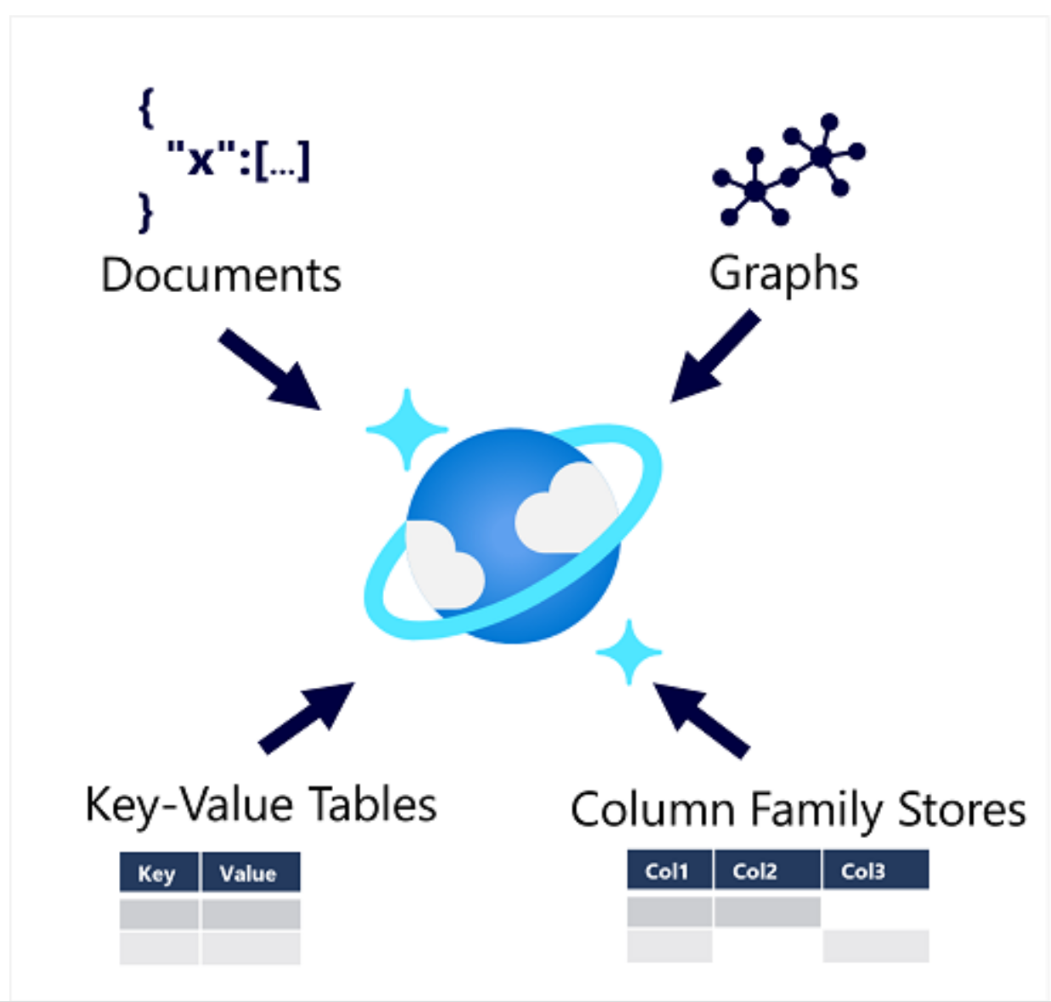 {
"x":[...]
}
Documents
Graphs
Key-Value Tables
Key Value
Column Family Stores
Col1 Col2 Col3